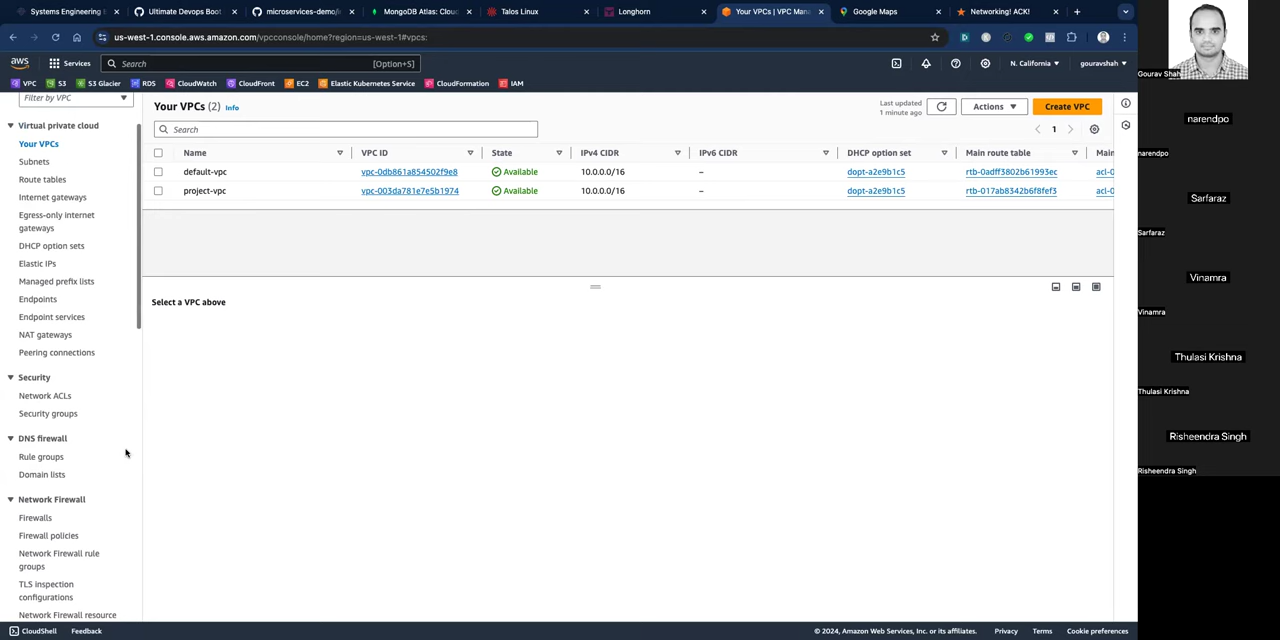 Systems Engineering
Ultimate Devops Boot
microservices-demo/
MongoDB Atlas: Clou
Talos Linux
Longhorn
Your VPCs | VPC Man
Google Maps
Networking! ACK!
us-west-1.console.aws.amazon.com/vpcconsole/home?region=us-west-1#vpcs:
aws
Services
Search
[Option+S]
N. California
gouravshah
VPC
S3
S3 Glacier
RDS
CloudWatch
CloudFront
EC2
Elastic Kubernetes Service
CloudFormation
IAM
Filter by VPC
Virtual private cloud
Your VPCs
Subnets
Route tables
Internet gateways
Egress-only internet
gateways
DHCP option sets
Elastic IPs
Managed prefix lists
Endpoints
Endpoint services
NAT gateways
Peering connections
Security
Network ACLs
Security groups
DNS firewall
Rule groups
Domain lists
Network Firewall
Firewalls
Firewall policies
Network Firewall rule
groups
TLS inspection
configurations
Network Firewall resource
Your VPCs (2) Info
Last updated
1 minute ago
Actions
Create VPC
Search
1
Name VPC ID State IPv4 CIDR IPv6 CIDR DHCP option set Main route table Main
default-vpc vpc-0db861a854502f9e8 Available 10.0.0.0/16 – dopt-a2e9b1c5 rtb-0adff3802b61993ec acl-0
project-vpc vpc-003da781e7e5b1974 Available 10.0.0.0/16 – dopt-a2e9b1c5 rtb-017ab8342b6f8fef3 acl-0
Select a VPC above
CloudShell
Feedback
© 2024, Amazon Web Services, Inc. or its affiliates.
Privacy
Terms
Cookie preferences
Gourav Shah
narendpo
narendpo
Sarfaraz
Sarfaraz
Vinamra
Vinamra
Thulasi Krishna
Thulasi Krishna
Risheendra Singh
Risheendra Singh